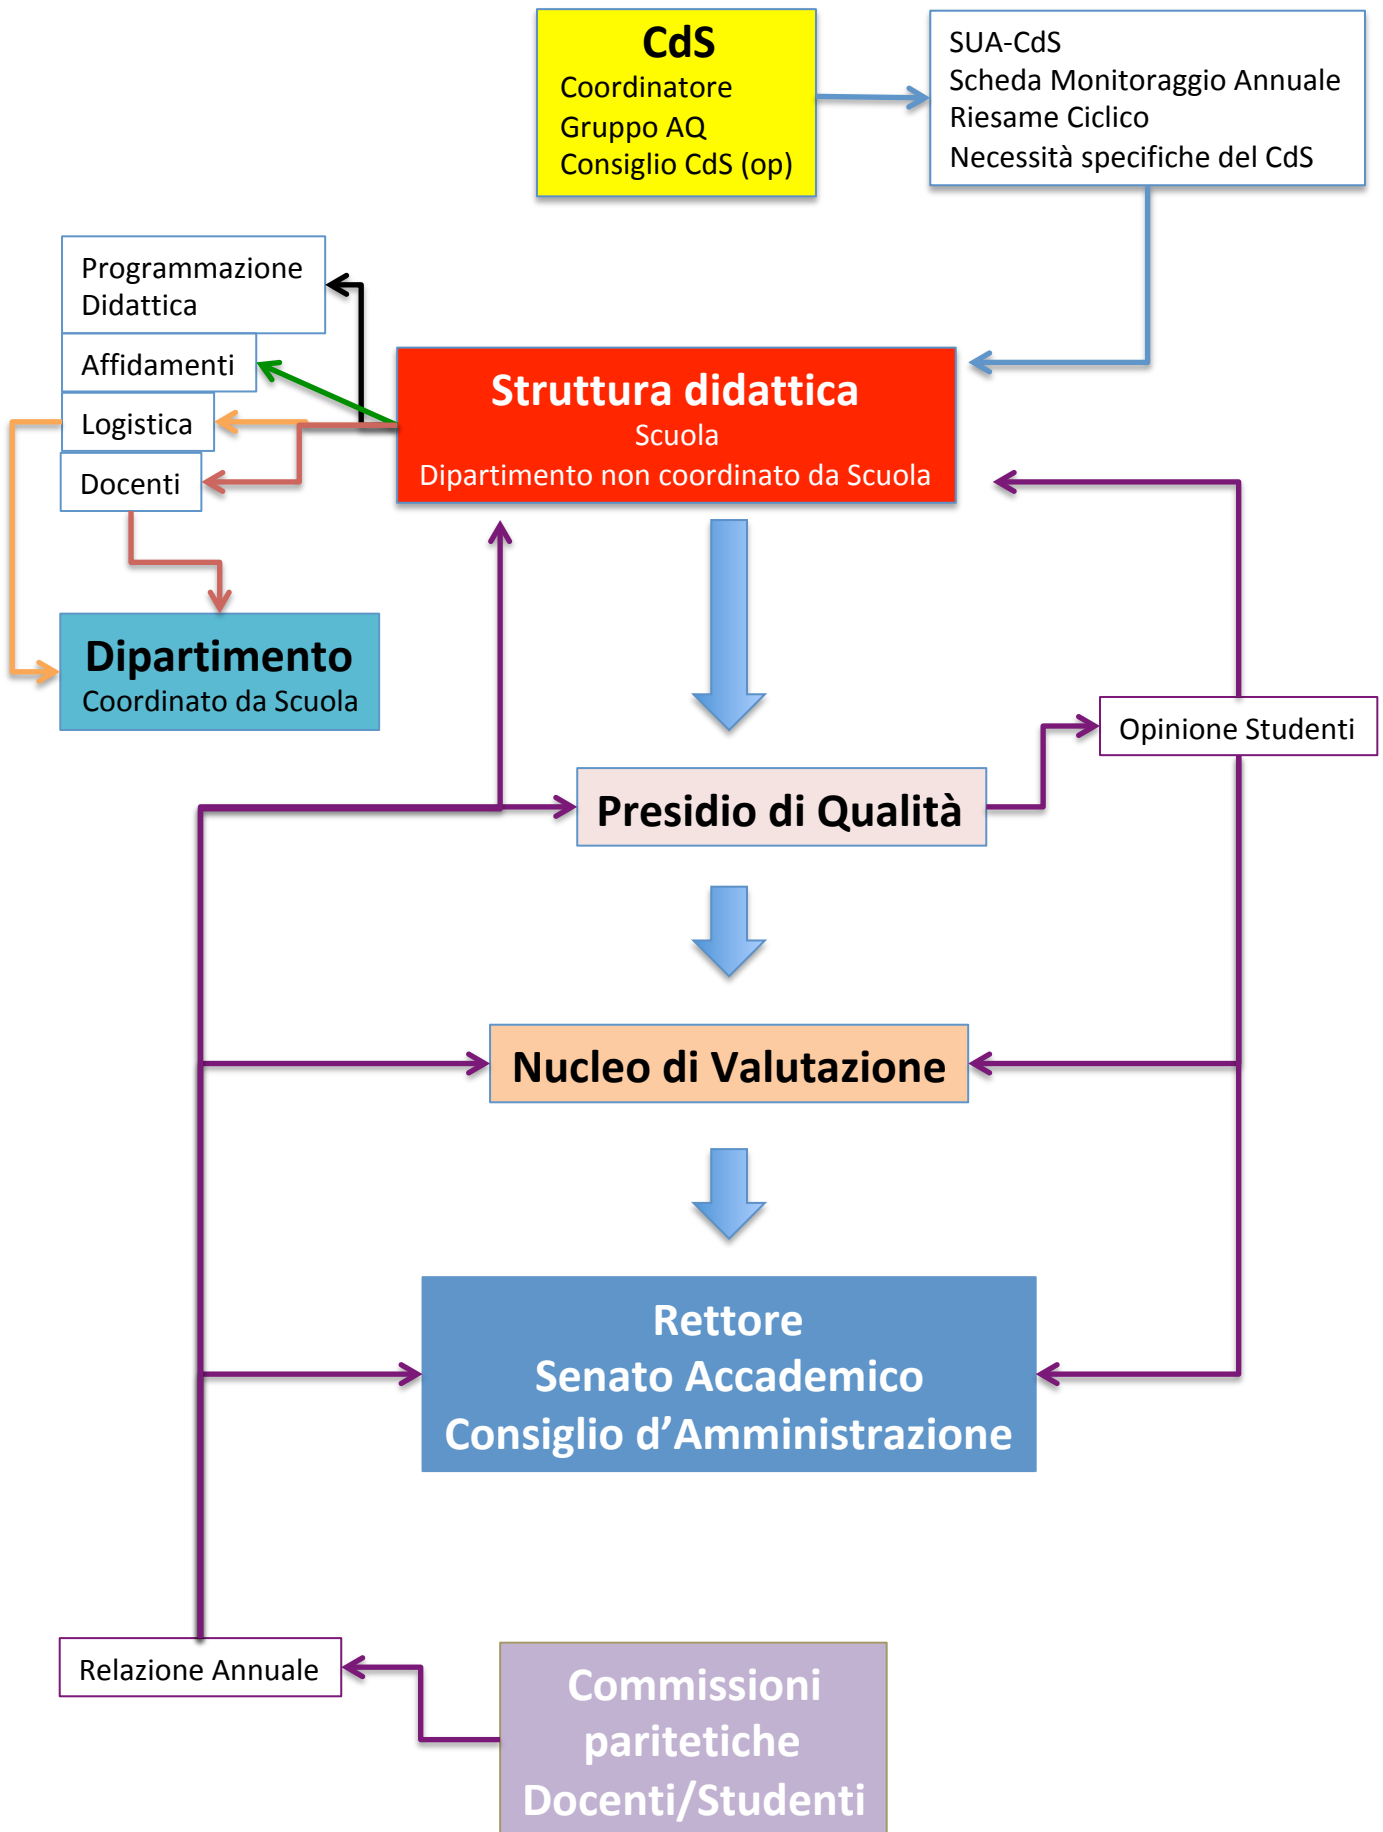 CdS
Coordinatore
Gruppo AQ
Consiglio CdS (op)
SUA-CdS
Scheda Monitoraggio Annuale
Riesame Ciclico
Necessità specifiche del CdS
Programmazione
Didattica
Affidamenti
Logistica
Docenti
Struttura didattica
Scuola
Dipartimento non coordinato da Scuola
Dipartimento
Coordinato da Scuola
Opinione Studenti
Presidio di Qualità
Nucleo di Valutazione
Rettore
Senato Accademico
Consiglio d’Amministrazione
Relazione Annuale
Commissioni
paritetiche
Docenti/Studenti